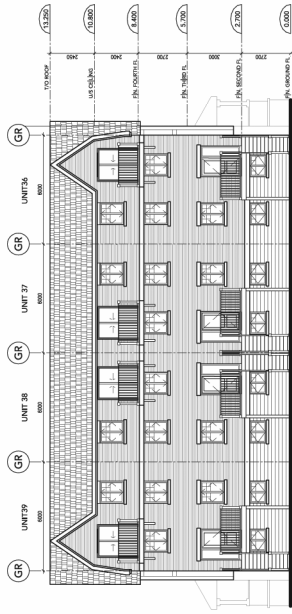 GR UNIT39 GR UNIT 38 GR UNIT 37 GR UNIT36 GR
6000 6000 6000 6000
T/O ROOF 13.250
2450
U/S CEILING 10.800
2400
FIN. FOURTH FL 8.400
2700
FIN. THIRD FL 5.700
3000
FIN. SECOND FL 2.700
2700
FIN. GROUND FL 0.000